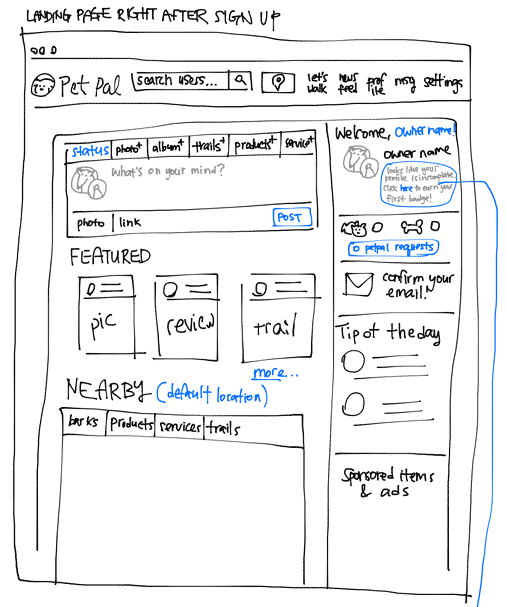 LANDING PAGE RIGHT AFTER SIGN UP
Pet Pal
search users...
let's walk
news feed
profile
msg
settings
status
photo+
album+
trails+
products+
service+
What's on your mind?
photo
link
POST
FEATURED
pic
review
trail
more...
NEARBY (default location)
barks
products
services
trails
Welcome, owner name!
owner name
R
looks like your
profile is incomplete.
Click here to earn your
first badge!
0
0
0 petpal requests
confirm your
email.
Tip of the day
Sponsored items
& ads